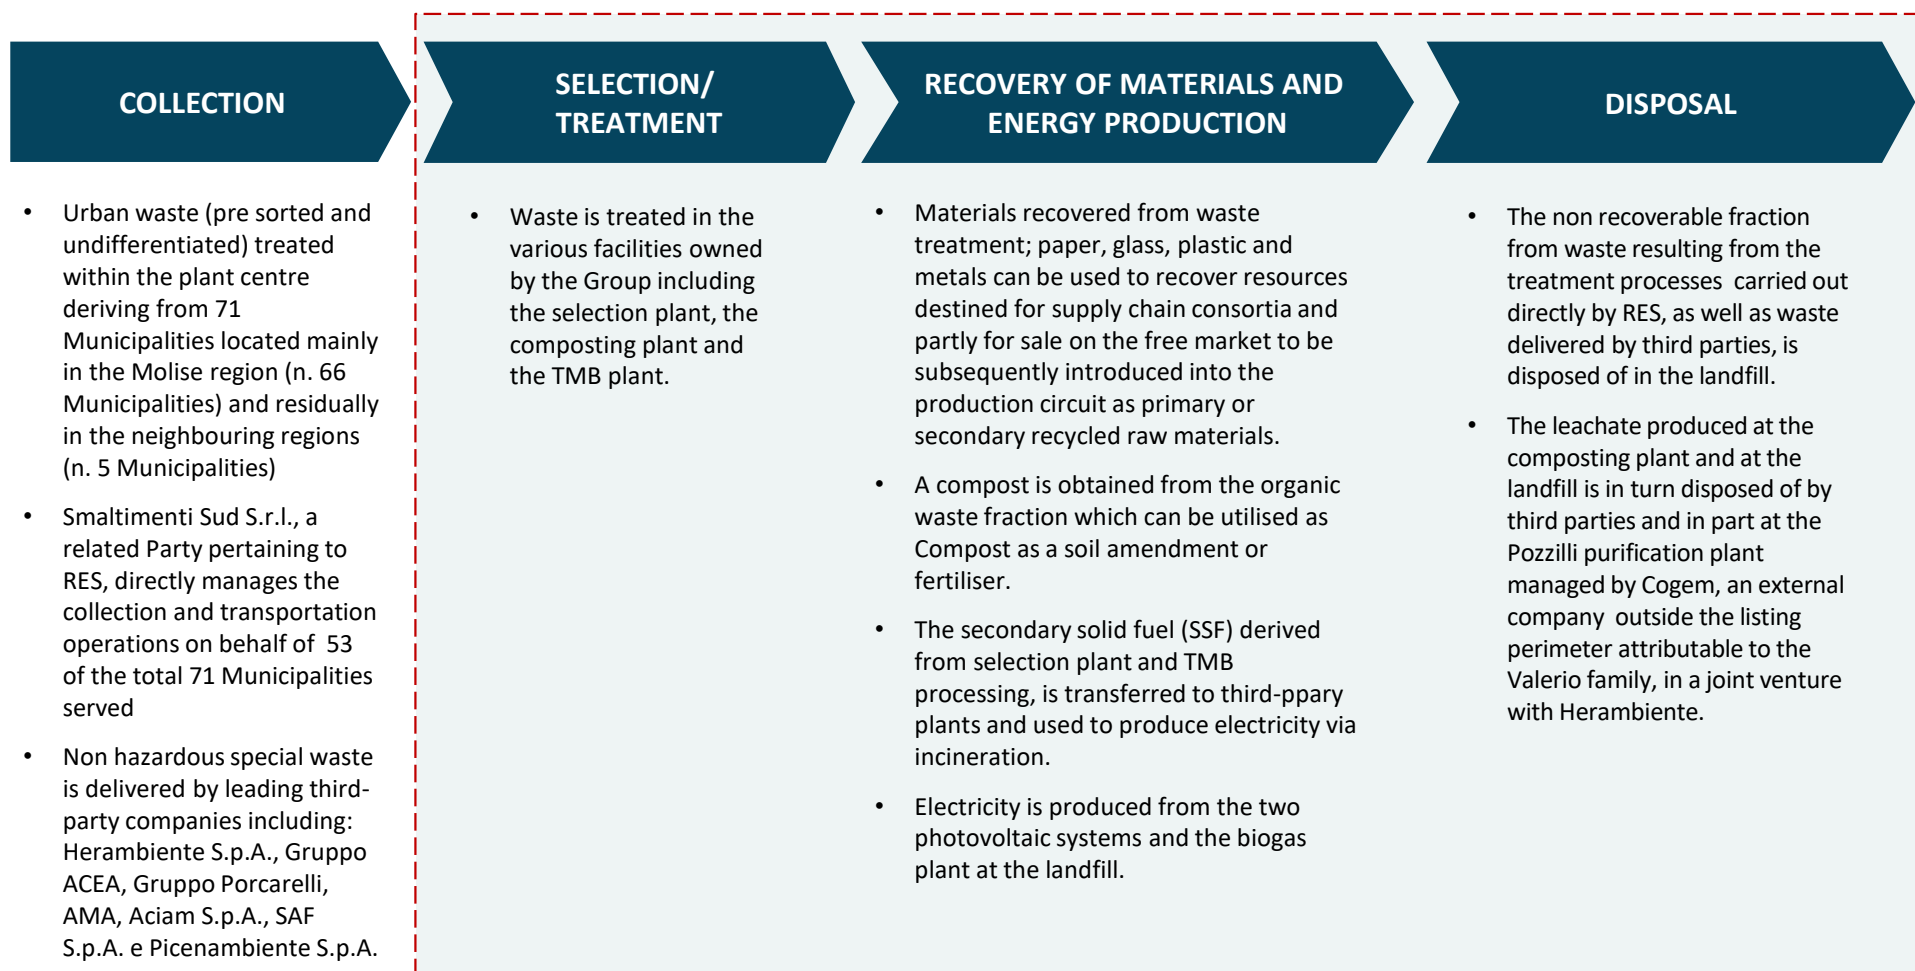 COLLECTION
• Urban waste (pre sorted and
undifferentiated) treated
within the plant centre
deriving from 71
Municipalities located mainly
in the Molise region (n. 66
Municipalities) and residually
in the neighbouring regions
(n. 5 Municipalities)
• Smaltimenti Sud S.r.l., a
related Party pertaining to
RES, directly manages the
collection and transportation
operations on behalf of 53
of the total 71 Municipalities
served
• Non hazardous special waste
is delivered by leading third-
party companies including:
Herambiente S.p.A., Gruppo
ACEA, Gruppo Porcarelli,
AMA, Aciam S.p.A., SAF
S.p.A. e Picenambiente S.p.A.
SELECTION/
TREATMENT
• Waste is treated in the
various facilities owned
by the Group including
the selection plant, the
composting plant and
the TMB plant.
RECOVERY OF MATERIALS AND
ENERGY PRODUCTION
• Materials recovered from waste
treatment; paper, glass, plastic and
metals can be used to recover resources
destined for supply chain consortia and
partly for sale on the free market to be
subsequently introduced into the
production circuit as primary or
secondary recycled raw materials.
• A compost is obtained from the organic
waste fraction which can be utilised as
Compost as a soil amendment or
fertiliser.
• The secondary solid fuel (SSF) derived
from selection plant and TMB
processing, is transferred to third-ppary
plants and used to produce electricity via
incineration.
• Electricity is produced from the two
photovoltaic systems and the biogas
plant at the landfill.
DISPOSAL
• The non recoverable fraction
from waste resulting from the
treatment processes carried out
directly by RES, as well as waste
delivered by third parties, is
disposed of in the landfill.
• The leachate produced at the
composting plant and at the
landfill is in turn disposed of by
third parties and in part at the
Pozzilli purification plant
managed by Cogem, an external
company outside the listing
perimeter attributable to the
Valerio family, in a joint venture
with Herambiente.